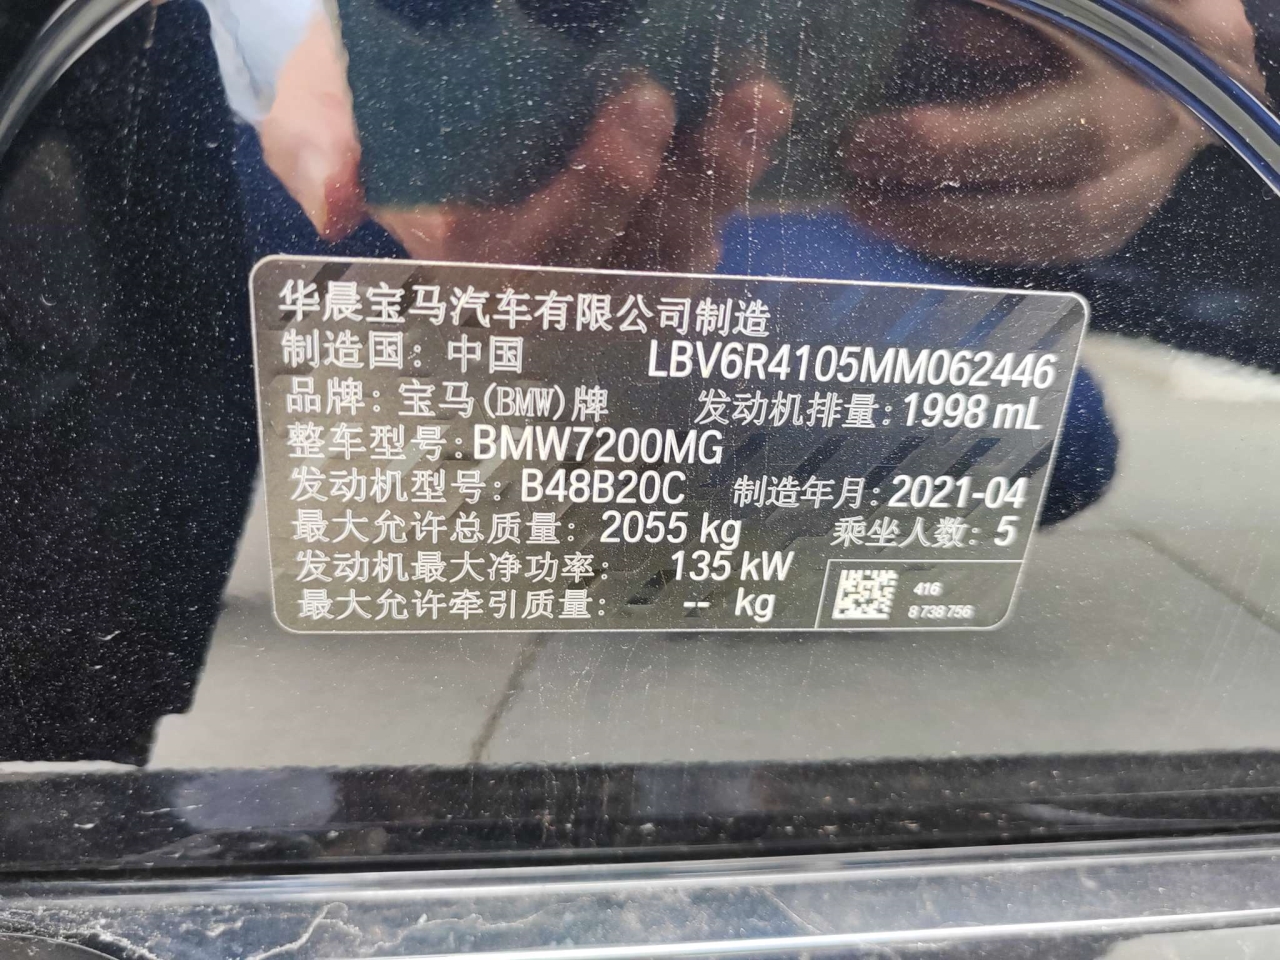 华晨宝马汽车有限公司制造
制造国：中国 LBV6R4105MM062446
品牌：宝马(BMW)牌 发动机排量：1998 mL
整车型号：BMW7200MG
发动机型号：B48B20C 制造年月：2021-04
最大允许总质量：2055 kg 乘坐人数：5
发动机最大净功率：135 kW
最大允许牵引质量：-- kg
416
8 738 756